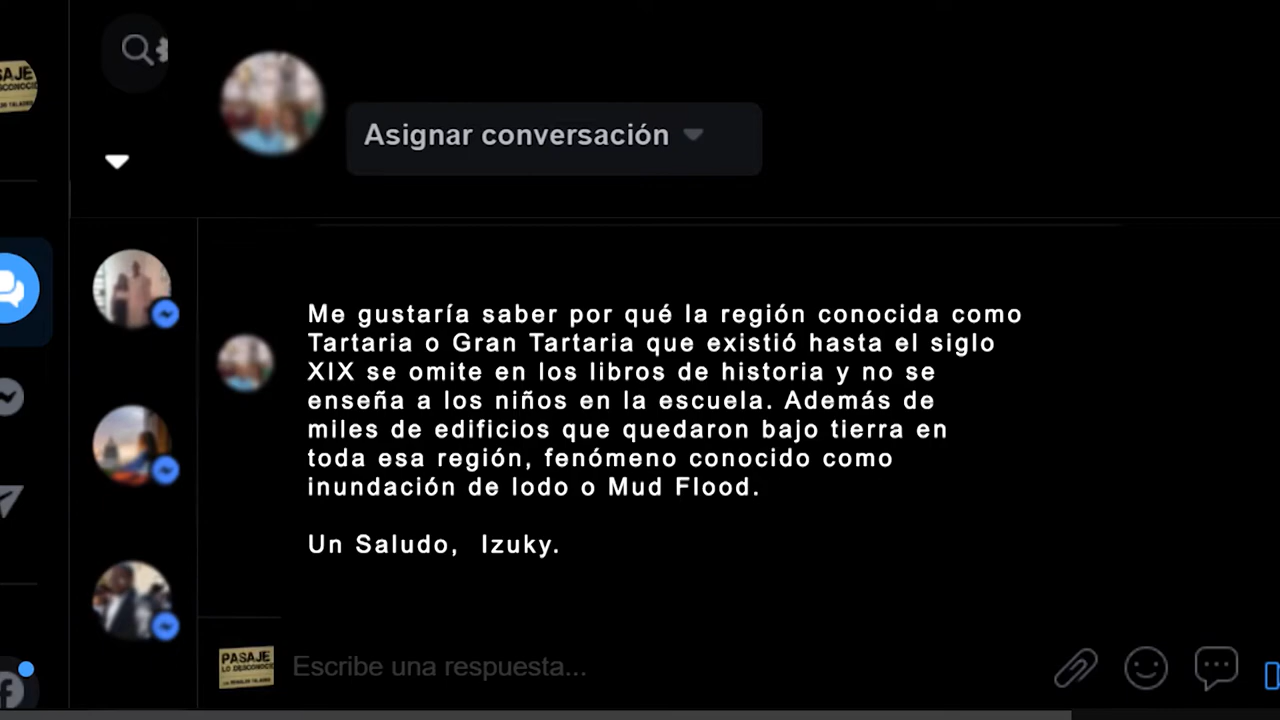 Asignar conversación
Me gustaría saber por qué la región conocida como
Tartaria o Gran Tartaria que existió hasta el siglo
XIX se omite en los libros de historia y no se
enseña a los niños en la escuela. Además de
miles de edificios que quedaron bajo tierra en
toda esa región, fenómeno conocido como
inundación de lodo o Mud Flood.
Un Saludo, Izuky.
PASAJE
LO DESCONOCIDO
Escribe una respuesta...